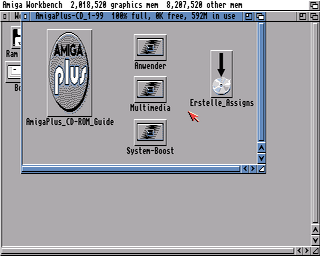 Amiga Workbench 2,018,520 graphics mem 8,207,520 other mem
W
AmigaPlus-CD_1-99 100% full, 0K free, 592M in use
Ram
Bo
AMIGA
plus
AmigaPlus_CD-ROM_Guide
Anwender
Multimedia
System-Boost
Erstelle_Assigns